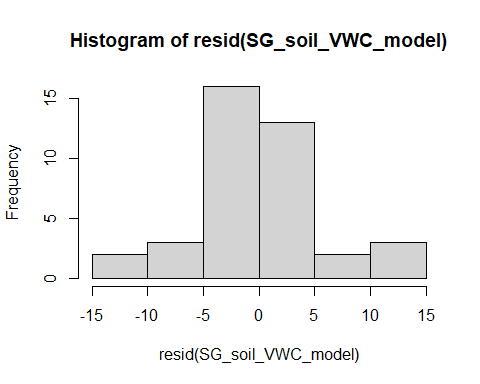 Histogram of resid(SG_soil_VWC_model)
Frequency
15
10
5
0
-15 -10 -5 0 5 10 15
resid(SG_soil_VWC_model)